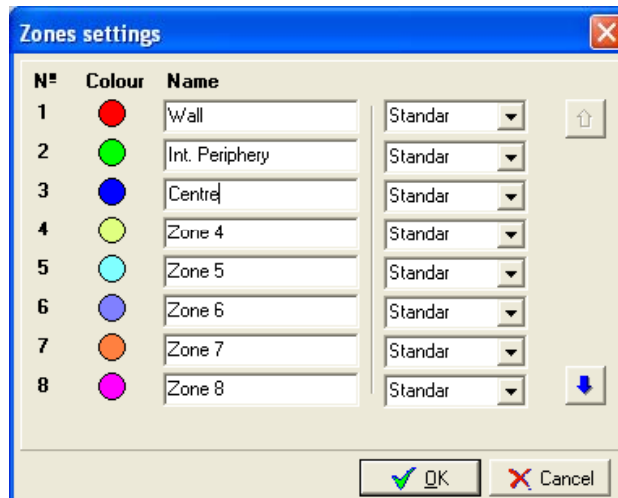 Zones settings
Nº Colour Name
1 Wall Standar
2 Int. Periphery Standar
3 Centre Standar
4 Zone 4 Standar
5 Zone 5 Standar
6 Zone 6 Standar
7 Zone 7 Standar
8 Zone 8 Standar
OK Cancel